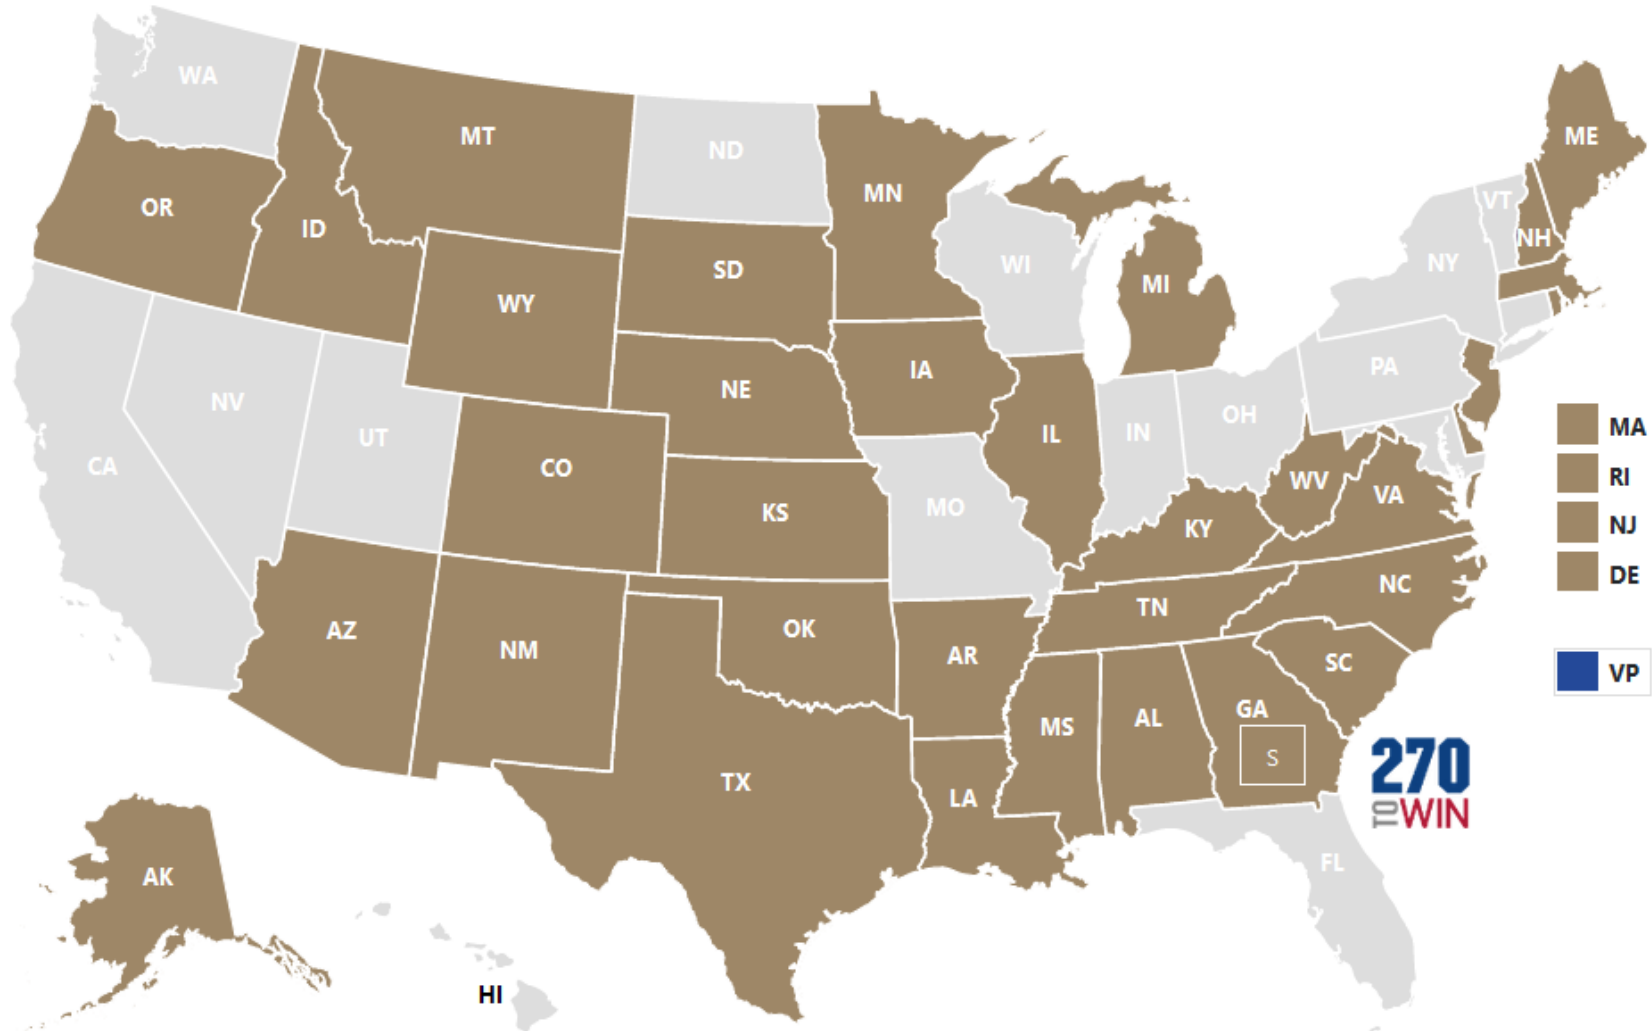 WA
MT
ND
MN
ME
OR
ID
VT
NH
SD
WI
NY
MI
WY
IA
PA
NE
NV
OH
UT
IL
IN
CA
CO
WV
VA
KS
MO
KY
NC
TN
AZ
OK
NM
AR
SC
GA
S
MS
AL
TX
LA
FL
AK
HI
MA
RI
NJ
DE
VP
270
TO WIN